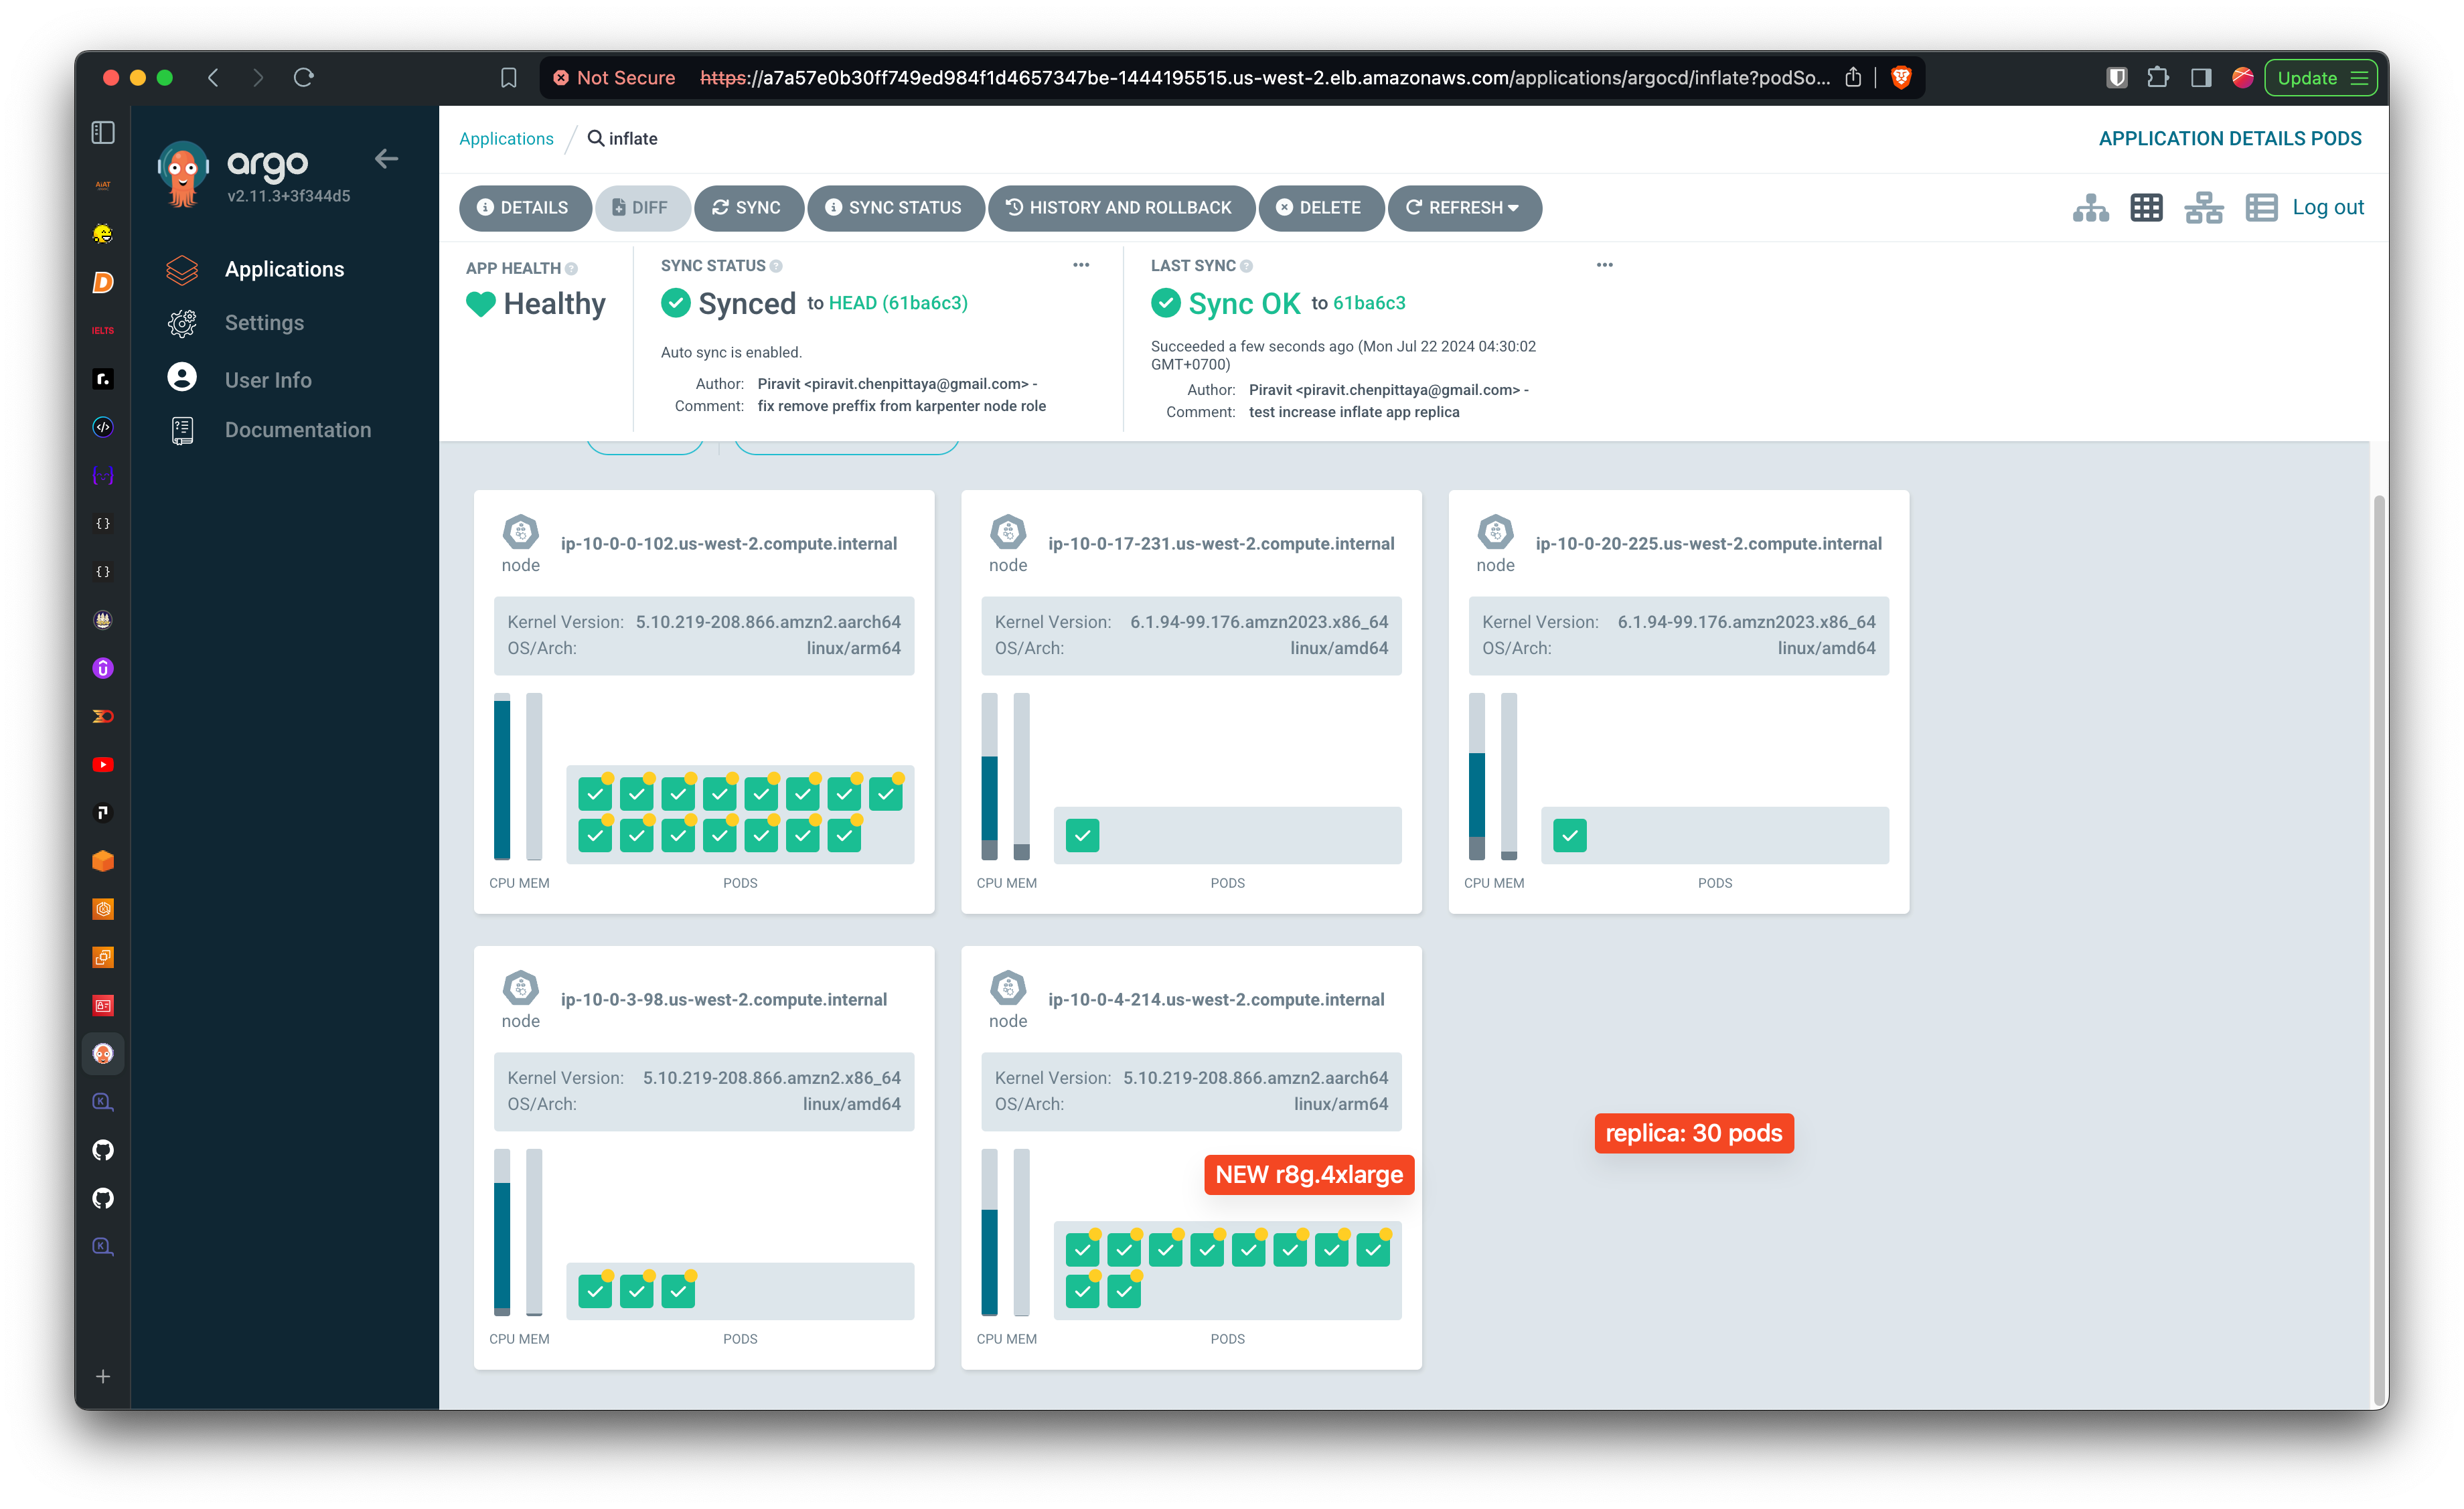 Not Secure https://a7a57e0b30ff749ed984f1d4657347be-1444195515.us-west-2.elb.amazonaws.com/applications/argocd/inflate?podSo...
Update
argo
v2.11.3+3f344d5
Applications
Settings
User Info
Documentation
AiAT
IELTS
Applications / inflate
APPLICATION DETAILS PODS
DETAILS
DIFF
SYNC
SYNC STATUS
HISTORY AND ROLLBACK
DELETE
REFRESH
Log out
APP HEALTH
Healthy
SYNC STATUS
Synced to HEAD (61ba6c3)
Auto sync is enabled.
Author: Piravit <piravit.chenpittaya@gmail.com> -
Comment: fix remove preffix from karpenter node role
LAST SYNC
Sync OK to 61ba6c3
Succeeded a few seconds ago (Mon Jul 22 2024 04:30:02
GMT+0700)
Author: Piravit <piravit.chenpittaya@gmail.com> -
Comment: test increase inflate app replica
node
ip-10-0-0-102.us-west-2.compute.internal
Kernel Version: 5.10.219-208.866.amzn2.aarch64
OS/Arch: linux/arm64
CPU MEM PODS
node
ip-10-0-17-231.us-west-2.compute.internal
Kernel Version: 6.1.94-99.176.amzn2023.x86_64
OS/Arch: linux/amd64
CPU MEM PODS
node
ip-10-0-20-225.us-west-2.compute.internal
Kernel Version: 6.1.94-99.176.amzn2023.x86_64
OS/Arch: linux/amd64
CPU MEM PODS
node
ip-10-0-3-98.us-west-2.compute.internal
Kernel Version: 5.10.219-208.866.amzn2.x86_64
OS/Arch: linux/amd64
CPU MEM PODS
node
ip-10-0-4-214.us-west-2.compute.internal
Kernel Version: 5.10.219-208.866.amzn2.aarch64
OS/Arch: linux/arm64
NEW r8g.4xlarge
CPU MEM PODS
replica: 30 pods